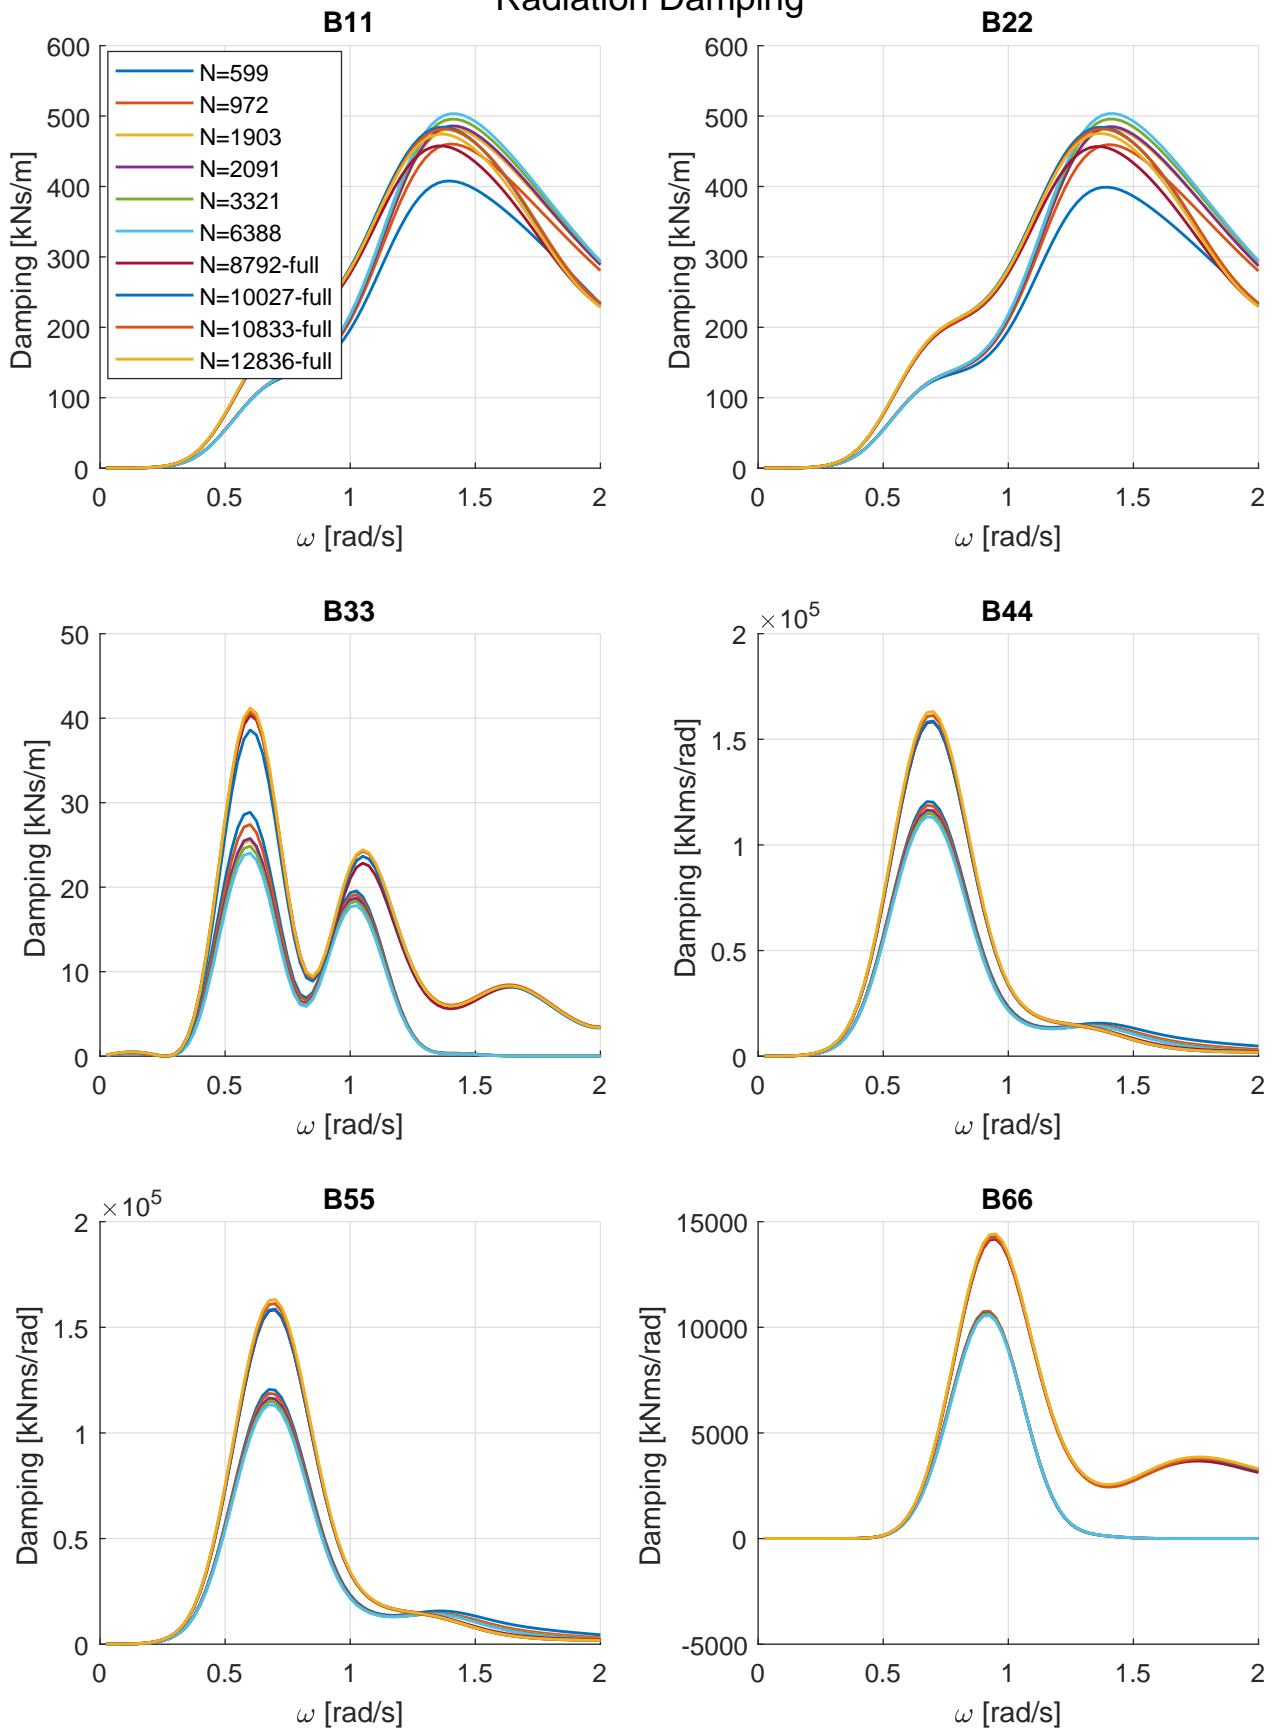 Radiation Damping
B11
600
500
400
300
200
100
0
0 0.5 1 1.5 2
Damping [kNs/m]
ω [rad/s]
N=599
N=972
N=1903
N=2091
N=3321
N=6388
N=8792-full
N=10027-full
N=10833-full
N=12836-full
B22
600
500
400
300
200
100
0
0 0.5 1 1.5 2
Damping [kNs/m]
ω [rad/s]
B33
50
40
30
20
10
0
0 0.5 1 1.5 2
Damping [kNs/m]
ω [rad/s]
B44
×10⁵
2
1.5
1
0.5
0
0 0.5 1 1.5 2
Damping [kNms/rad]
ω [rad/s]
B55
×10⁵
2
1.5
1
0.5
0
0 0.5 1 1.5 2
Damping [kNms/rad]
ω [rad/s]
B66
15000
10000
5000
0
-5000
0 0.5 1 1.5 2
Damping [kNms/rad]
ω [rad/s]